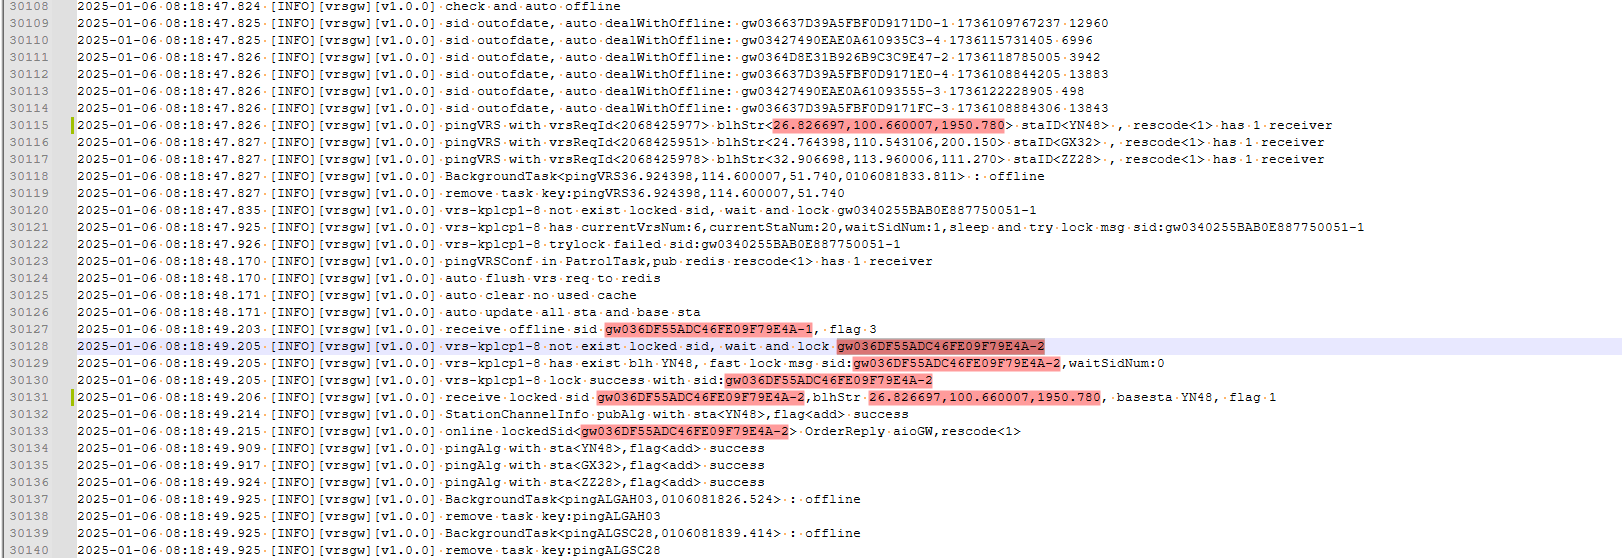 30108 2025-01-06 08:18:47.824 [INFO][vrsgw][v1.0.0] check and auto offline
30109 2025-01-06 08:18:47.825 [INFO][vrsgw][v1.0.0] sid outofdate, auto dealWithOffline: gw036637D39A5FBF0D9171D0-1 1736109767237 12960
30110 2025-01-06 08:18:47.825 [INFO][vrsgw][v1.0.0] sid outofdate, auto dealWithOffline: gw03427490EAE0A610935C3-4 1736115731405 6996
30111 2025-01-06 08:18:47.826 [INFO][vrsgw][v1.0.0] sid outofdate, auto dealWithOffline: gw0364D8E31B926B9C3C9E47-2 1736118785005 3942
30112 2025-01-06 08:18:47.826 [INFO][vrsgw][v1.0.0] sid outofdate, auto dealWithOffline: gw036637D39A5FBF0D9171E0-4 1736108844205 13883
30113 2025-01-06 08:18:47.826 [INFO][vrsgw][v1.0.0] sid outofdate, auto dealWithOffline: gw03427490EAE0A61093555-3 1736122228905 498
30114 2025-01-06 08:18:47.826 [INFO][vrsgw][v1.0.0] sid outofdate, auto dealWithOffline: gw036637D39A5FBF0D9171FC-3 1736108884306 13843
30115 2025-01-06 08:18:47.826 [INFO][vrsgw][v1.0.0] pingVRS with vrsReqId<2068425977> blhStr<26.826697,100.660007,1950.780> staID<YN48> , rescode<1> has 1 receiver
30116 2025-01-06 08:18:47.827 [INFO][vrsgw][v1.0.0] pingVRS with vrsReqId<2068425951> blhStr<24.764398,110.543106,200.150> staID<GX32> , rescode<1> has 1 receiver
30117 2025-01-06 08:18:47.827 [INFO][vrsgw][v1.0.0] pingVRS with vrsReqId<2068425978> blhStr<32.906698,113.960006,111.270> staID<ZZ28> , rescode<1> has 1 receiver
30118 2025-01-06 08:18:47.827 [INFO][vrsgw][v1.0.0] BackgroundTask<pingVRS36.924398,114.600007,51.740,0106081833.811> : offline
30119 2025-01-06 08:18:47.827 [INFO][vrsgw][v1.0.0] remove task key:pingVRS36.924398,114.600007,51.740
30120 2025-01-06 08:18:47.835 [INFO][vrsgw][v1.0.0] vrs-kplcp1-8 not exist locked sid, wait and lock gw0340255BAB0E887750051-1
30121 2025-01-06 08:18:47.925 [INFO][vrsgw][v1.0.0] vrs-kplcp1-8 has currentVrsNum:6,currentStaNum:20,waitSidNum:1,sleep and try lock msg sid:gw0340255BAB0E887750051-1
30122 2025-01-06 08:18:47.926 [INFO][vrsgw][v1.0.0] vrs-kplcp1-8 trylock failed sid:gw0340255BAB0E887750051-1
30123 2025-01-06 08:18:48.170 [INFO][vrsgw][v1.0.0] pingVRSConf in PatrolTask,pub redis rescode<1> has 1 receiver
30124 2025-01-06 08:18:48.170 [INFO][vrsgw][v1.0.0] auto flush vrs req to redis
30125 2025-01-06 08:18:48.171 [INFO][vrsgw][v1.0.0] auto clear no used cache
30126 2025-01-06 08:18:48.171 [INFO][vrsgw][v1.0.0] auto update all sta and base sta
30127 2025-01-06 08:18:49.203 [INFO][vrsgw][v1.0.0] receive offline sid gw036DF55ADC46FE09F79E4A-1, flag 3
30128 2025-01-06 08:18:49.205 [INFO][vrsgw][v1.0.0] vrs-kplcp1-8 not exist locked sid, wait and lock gw036DF55ADC46FE09F79E4A-2
30129 2025-01-06 08:18:49.205 [INFO][vrsgw][v1.0.0] vrs-kplcp1-8 has exist blh YN48, fast lock msg sid:gw036DF55ADC46FE09F79E4A-2,waitSidNum:0
30130 2025-01-06 08:18:49.205 [INFO][vrsgw][v1.0.0] vrs-kplcp1-8 lock success with sid:gw036DF55ADC46FE09F79E4A-2
30131 2025-01-06 08:18:49.206 [INFO][vrsgw][v1.0.0] receive locked sid gw036DF55ADC46FE09F79E4A-2,blhStr 26.826697,100.660007,1950.780, basesta YN48, flag 1
30132 2025-01-06 08:18:49.214 [INFO][vrsgw][v1.0.0] StationChannelInfo pubAlg with sta<YN48>,flag<add> success
30133 2025-01-06 08:18:49.215 [INFO][vrsgw][v1.0.0] online lockedSid<gw036DF55ADC46FE09F79E4A-2> OrderReply aioGW,rescode<1>
30134 2025-01-06 08:18:49.909 [INFO][vrsgw][v1.0.0] pingAlg with sta<YN48>,flag<add> success
30135 2025-01-06 08:18:49.917 [INFO][vrsgw][v1.0.0] pingAlg with sta<GX32>,flag<add> success
30136 2025-01-06 08:18:49.924 [INFO][vrsgw][v1.0.0] pingAlg with sta<ZZ28>,flag<add> success
30137 2025-01-06 08:18:49.925 [INFO][vrsgw][v1.0.0] BackgroundTask<pingALGAH03,0106081826.524> : offline
30138 2025-01-06 08:18:49.925 [INFO][vrsgw][v1.0.0] remove task key:pingALGAH03
30139 2025-01-06 08:18:49.925 [INFO][vrsgw][v1.0.0] BackgroundTask<pingALGSC28,0106081839.414> : offline
30140 2025-01-06 08:18:49.925 [INFO][vrsgw][v1.0.0] remove task key:pingALGSC28